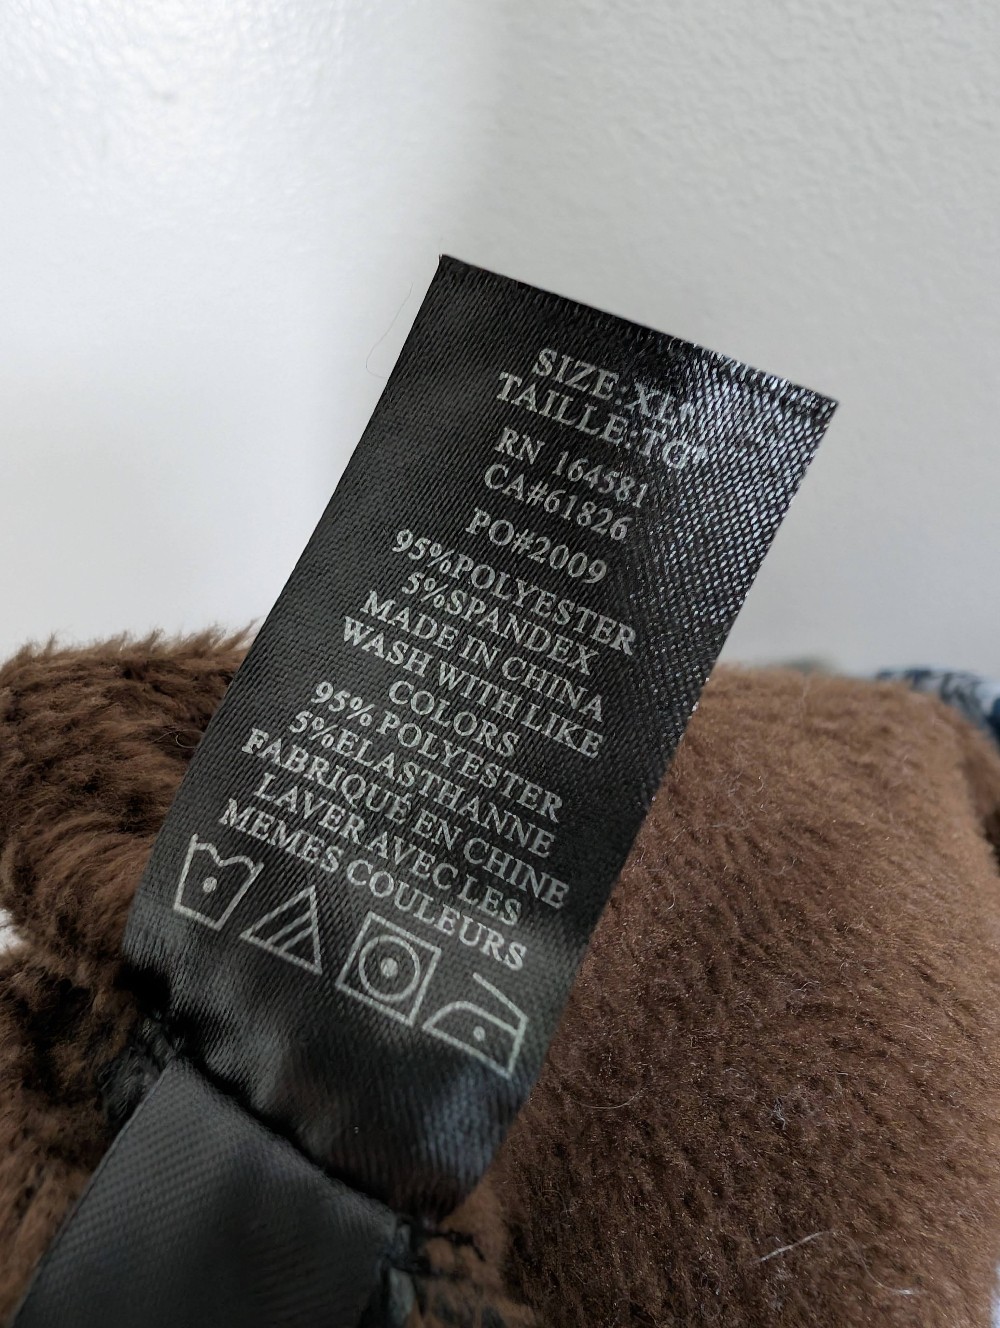 SIZE:XL
TAILLE:TG
RN 164581
CA#61826
PO#2009
95%POLYESTER
5%SPANDEX
MADE IN CHINA
WASH WITH LIKE
COLORS
95% POLYESTER
5%ELASTHANNE
FABRIQUÉ EN CHINE
LAVER AVEC LES
MEMES COULEURS